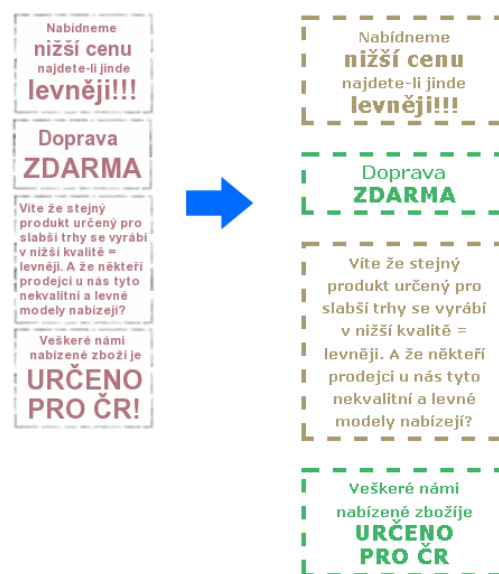 Nabídneme
nižší cenu
najdete-li jinde
levněji!!!
Doprava
ZDARMA
Víte že stejný
produkt určený pro
slabší trhy se vyrábí
v nižší kvalitě =
levněji. A že někteří
prodejci u nás tyto
nekvalitní a levné
modely nabízejí?
Veškeré námi
nabízené zboží je
URČENO
PRO ČR!
Nabídneme
nižší cenu
najdete-li jinde
levněji!!!
Doprava
ZDARMA
Víte že stejný
produkt určený pro
slabší trhy se vyrábí
v nižší kvalitě =
levněji. A že někteří
prodejci u nás tyto
nekvalitní a levné
modely nabízejí?
Veškeré námi
nabízené zbožíje
URČENO
PRO ČR